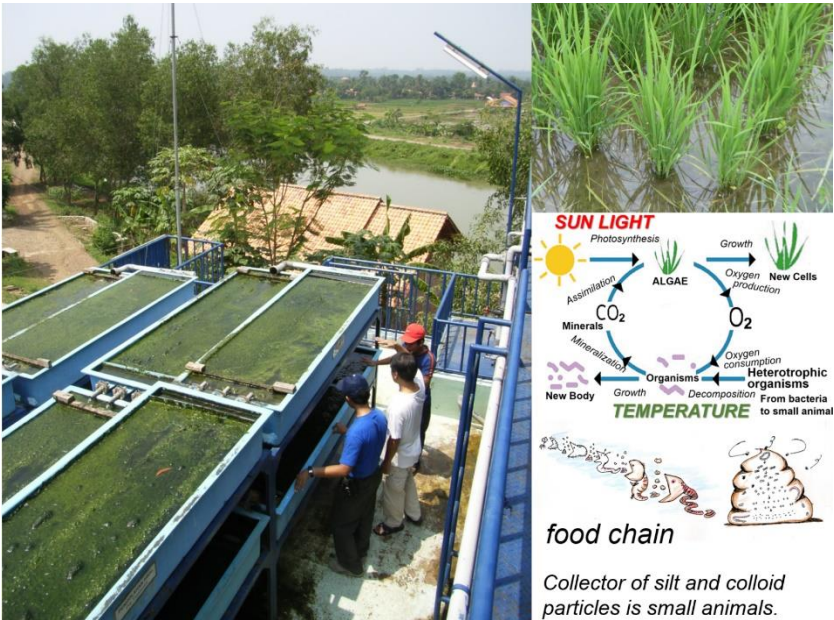 SUN LIGHT
Photosynthesis
Growth
ALGAE
New Cells
Assimilation
Oxygen
production
CO2
O2
Minerals
Mineralization
Oxygen
consumption
Organisms
Heterotrophic
organisms
New Body
Growth
Decomposition
From bacteria
to small animal
TEMPERATURE
food chain
Collector of silt and colloid
particles is small animals.